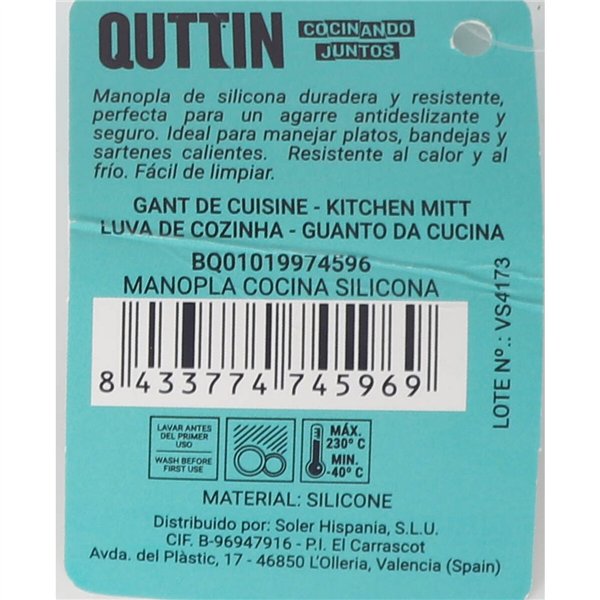 QUTTIN COCINANDO JUNTOS
Manopla de silicona duradera y resistente,
perfecta para un agarre antideslizante y
seguro. Ideal para manejar platos, bandejas y
sartenes calientes. Resistente al calor y al
frío. Fácil de limpiar.
GANT DE CUISINE - KITCHEN MITT
LUVA DE COZINHA - GUANTO DA CUCINA
BQ01019974596
MANOPLA COCINA SILICONA
8 433774 745969
LOTE Nº.: VS4173
LAVAR ANTES
DEL PRIMER
USO
WASH BEFORE
FIRST USE
MÁX.
230º C
MIN.
-40º C
MATERIAL: SILICONE
Distribuido por: Soler Hispania, S.L.U.
CIF. B-96947916 - P.I. El Carrascot
Avda. del Plàstic, 17 - 46850 L'Olleria, Valencia (Spain)